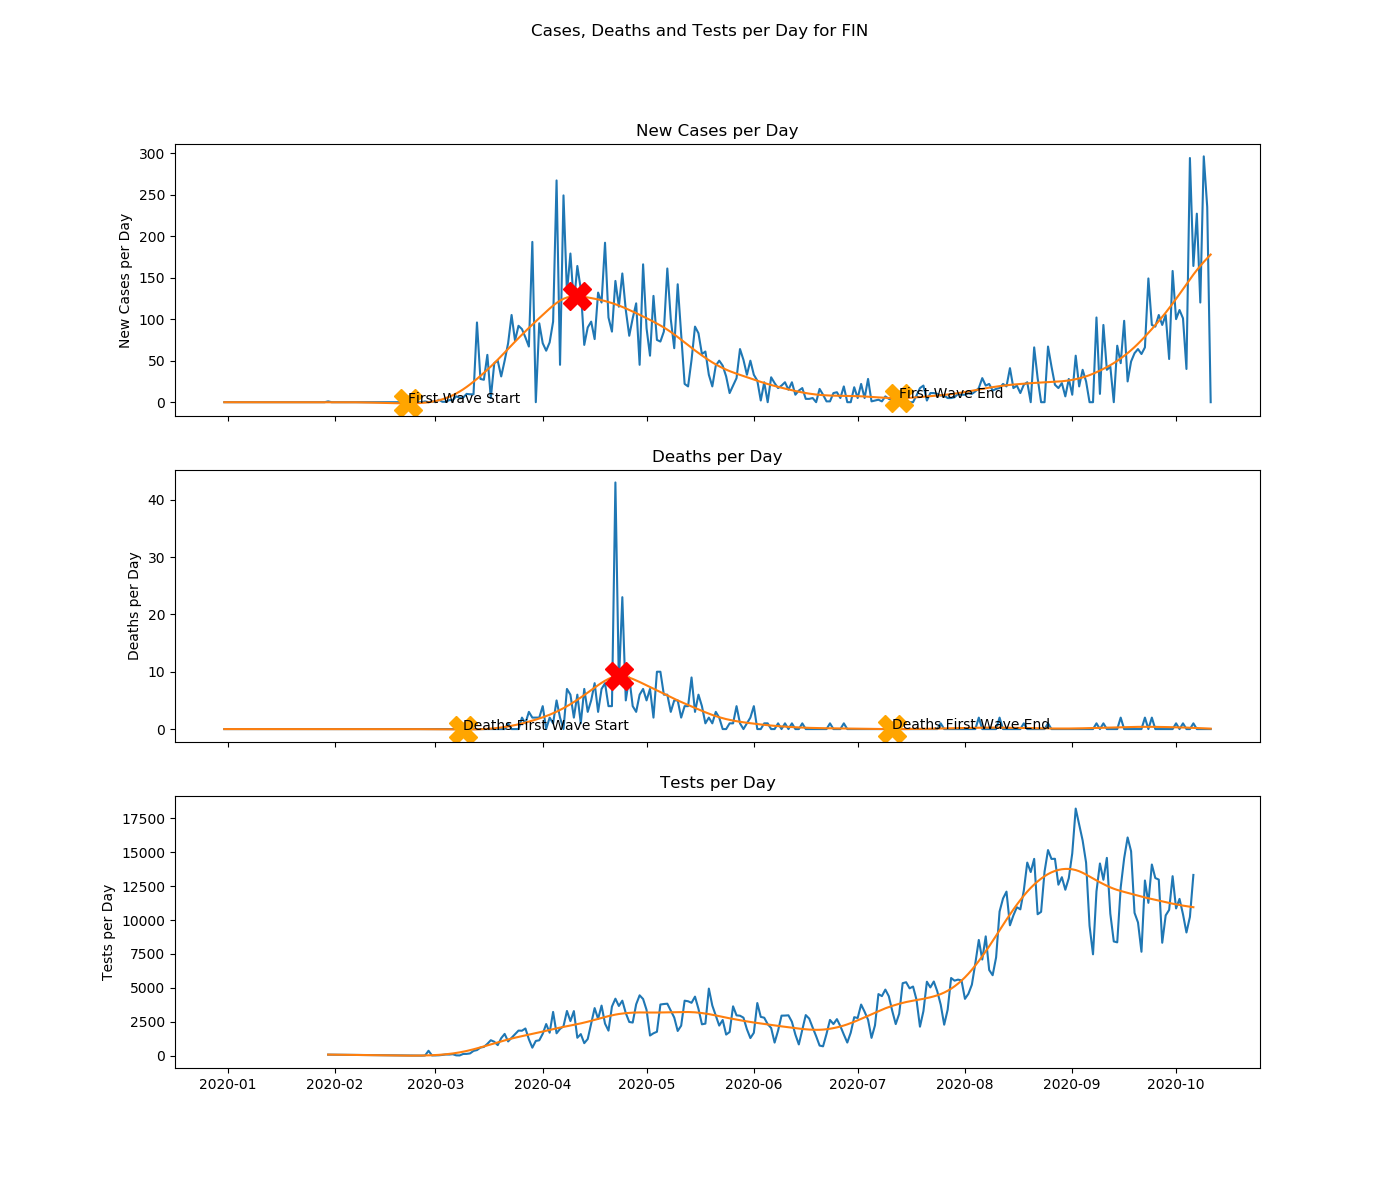 Cases, Deaths and Tests per Day for FIN
New Cases per Day
New Cases per Day
300
250
200
150
100
50
0
First Wave Start
First Wave End
Deaths per Day
Deaths per Day
40
30
20
10
0
Deaths First Wave Start
Deaths First Wave End
Tests per Day
Tests per Day
17500
15000
12500
10000
7500
5000
2500
0
2020-01 2020-02 2020-03 2020-04 2020-05 2020-06 2020-07 2020-08 2020-09 2020-10